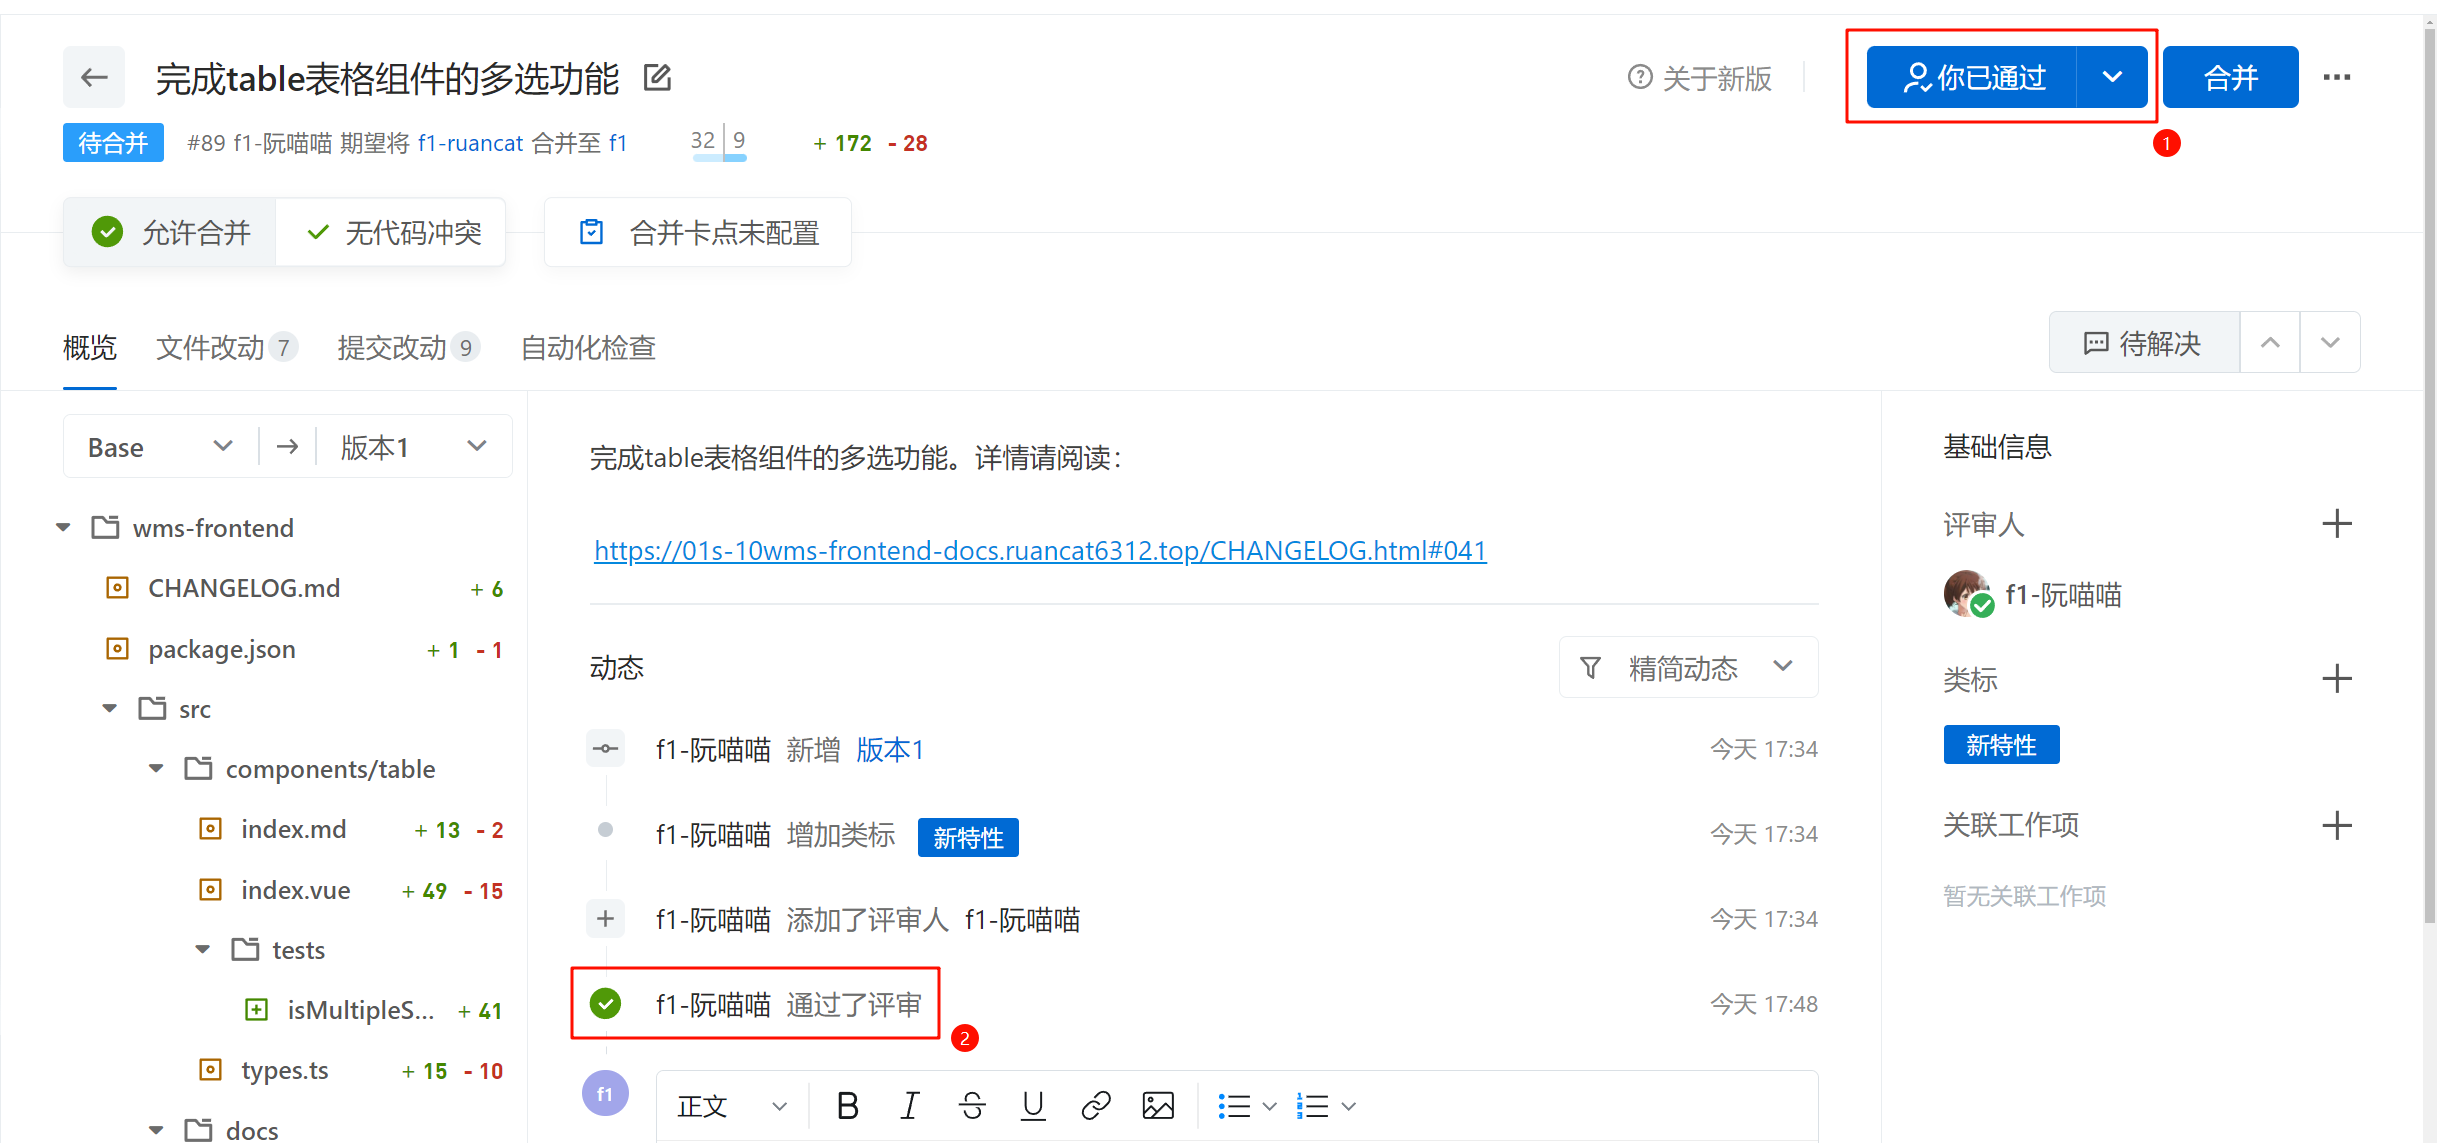 完成table表格组件的多选功能
关于新版
你已通过
合并
1
待合并 #89 f1-阮喵喵 期望将 f1-ruancat 合并至 f1 32 9 + 172 - 28
允许合并 无代码冲突 合并卡点未配置
概览 文件改动 7 提交改动 9 自动化检查
待解决
Base → 版本1
wms-frontend
CHANGELOG.md + 6
package.json + 1 - 1
src
components/table
index.md + 13 - 2
index.vue + 49 - 15
tests
isMultipleS... + 41
types.ts + 15 - 10
docs
完成table表格组件的多选功能。详情请阅读：
https://01s-10wms-frontend-docs.ruancat6312.top/CHANGELOG.html#041
动态 精简动态
f1-阮喵喵 新增 版本1 今天 17:34
f1-阮喵喵 增加类标 新特性 今天 17:34
f1-阮喵喵 添加了评审人 f1-阮喵喵 今天 17:34
f1-阮喵喵 通过了评审 今天 17:48
2
f1 正文 B I S U
基础信息
评审人
f1-阮喵喵
类标
新特性
关联工作项
暂无关联工作项